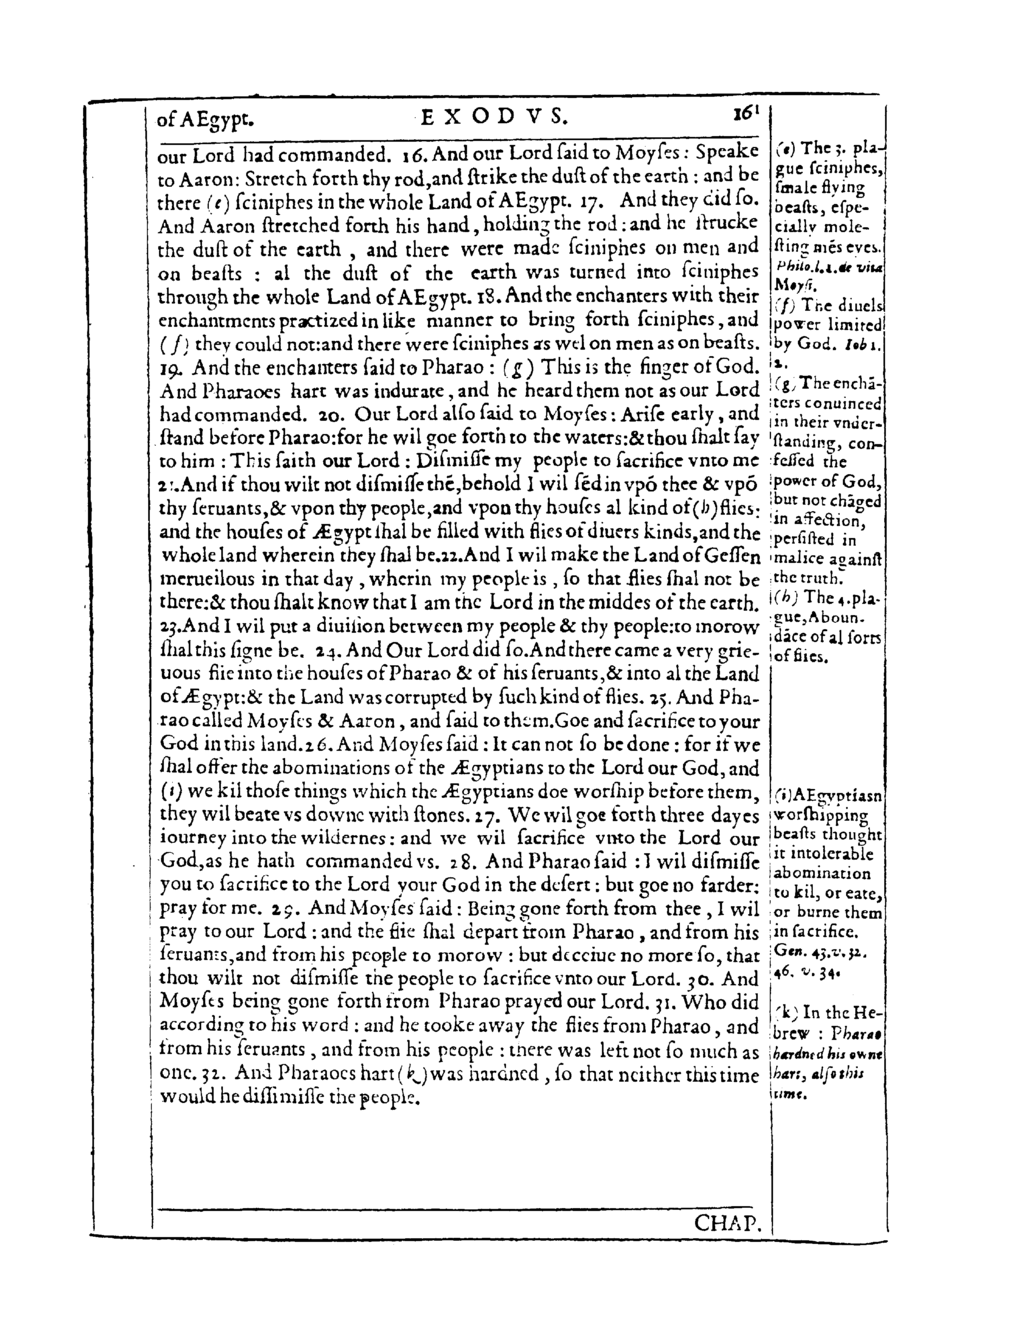 of AEgypt. EXODVS. 161
our Lord had commanded. 16. And our Lord ſaid to Moyſes: Speake
to Aaron: Stretch forth thy rod, and ſtrike the duſt of the earth: and be
there (e) ſciniphes in the whole Land of AEgypt. 17. And they did ſo.
And Aaron ſtretched forth his hand, holding the rod: and he ſtrucke
the duſt of the earth, and there were made ſciniphes on men and
on beaſts: al the duſt of the earth was turned into ſciniphes
through the whole Land of AEgypt. 18. And the enchanters with their
enchantments practized in like manner to bring forth ſciniphes, and
(f) they could not: and there were ſciniphes as wel on men as on beaſts.
19. And the enchanters ſaid to Pharao: (g) This is the finger of God.
And Pharaoes hart was indurate, and he heard them not as our Lord
had commanded. 20. Our Lord alſo ſaid to Moyſes: Ariſe early, and
ſtand before Pharao: for he wil goe forth to the waters: & thou ſhalt ſay
to him: This ſaith our Lord: Diſmiſſe my people to ſacrifice vnto me
21. And if thou wilt not diſmiſſe thē, behold I wil ſēd in vpō thee & vpō
thy ſeruants, & vpon thy people, and vpon thy houſes al kind of (h) flies:
and the houſes of Ægypt ſhal be filled with flies of diuers kinds, and the
whole land wherein they ſhal be. 22. And I wil make the Land of Geſſen
merueilous in that day, wherin my people is, ſo that flies ſhal not be
there: & thou ſhalt know that I am the Lord in the middes of the earth.
23. And I wil put a diuiſion between my people & thy people: to morow
ſhal this ſigne be. 24. And Our Lord did ſo. And there came a very grie-
uous flie into the houſes of Pharao & of his ſeruants, & into al the Land
of Ægypt: & the Land was corrupted by ſuch kind of flies. 25. And Pha-
rao called Moyſes & Aaron, and ſaid to them. Goe and ſacrifice to your
God in this land. 26. And Moyſes ſaid: It can not ſo be done: for if we
ſhal offer the abominations of the Ægyptians to the Lord our God, and
(i) we kil thoſe things which the Ægyptians doe worſhip before them,
they wil beate vs downe with ſtones. 27. We wil goe forth three dayes
iourney into the wildernes: and we wil ſacrifice vnto the Lord our
God, as he hath commanded vs. 28. And Pharao ſaid: I wil diſmiſſe
you to ſacrifice to the Lord your God in the deſert: but goe no farder:
pray for me. 29. And Moyſes ſaid: Being gone forth from thee, I wil
pray to our Lord: and the flie ſhal depart from Pharao, and from his
ſeruants, and from his people to morow: but deceiue no more ſo, that
thou wilt not diſmiſſe the people to ſacrifice vnto our Lord. 30. And
Moyſes being gone forth from Pharao prayed our Lord. 31. Who did
according to his word: and he tooke away the flies from Pharao, and
from his ſeruants, and from his people: there was left not ſo much as
one. 32. And Pharaoes hart (k) was hardned, ſo that neither this time
would he diſſimiſſe the people.
CHAP.
(e) The 3. pla-
gue ſciniphes,
ſmale flying
beaſts, eſpe-
cially mole-
ſting mēs eyes.
Philo. l. 1. de vita
Moyſi.
(f) The diuels
power limited
by God. Iob 1.
2.
(g) The enchā-
ters conuinced
in their vnder-
ſtanding, con-
feſſed the
power of God,
but not chāged
in affection,
perſiſted in
malice againſt
the truth.
(h) The 4. pla-
gue, Aboun-
dāce of al ſorts
of flies.
(i) AEgyptiasn
worſhipping
beaſts thought
it intolerable
abomination
to kil, or eate,
or burne them
in ſacrifice.
Gen. 43. v. 32.
46. v. 34.
(k) In the He-
brew: Pharao
hardned his owne
hart, alſo this
time.